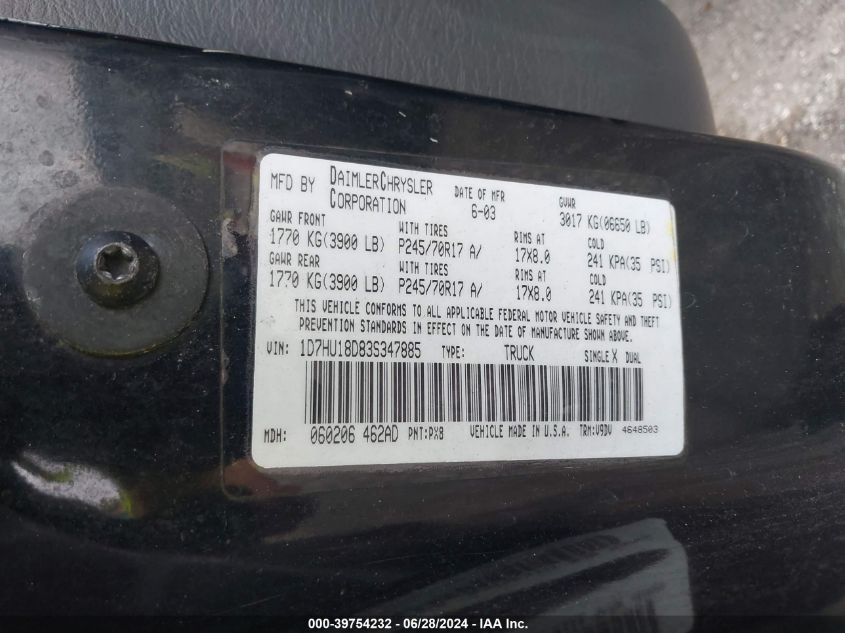 MFD BY DAIMLERCHRYSLER CORPORATION DATE OF MFR 6-03 GVWR 3017 KG(06650 LB)
GAWR FRONT WITH TIRES RIMS AT COLD
1770 KG(3900 LB) P245/70R17 A/ 17X8.0 241 KPA(35 PSI)
GAWR REAR WITH TIRES RIMS AT COLD
1770 KG(3900 LB) P245/70R17 A/ 17X8.0 241 KPA(35 PSI)
THIS VEHICLE CONFORMS TO ALL APPLICABLE FEDERAL MOTOR VEHICLE SAFETY AND THEFT
PREVENTION STANDARDS IN EFFECT ON THE DATE OF MANUFACTURE SHOWN ABOVE.
VIN: 1D7HU18D83S347885 TYPE: TRUCK SINGLE X DUAL
MDH: 060206 462AD PNT:PX8 VEHICLE MADE IN U.S.A. TRM:V9DV 4648503
000-39754232 - 06/28/2024 - IAA Inc.